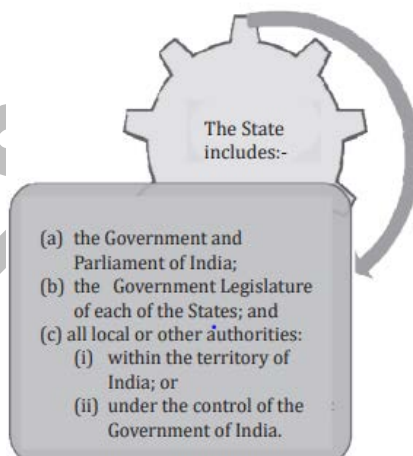 The State
includes:-
(a) the Government and
Parliament of India;
(b) the Government Legislature
of each of the States; and
(c) all local or other authorities:
(i) within the territory of
India; or
(ii) under the control of the
Government of India.